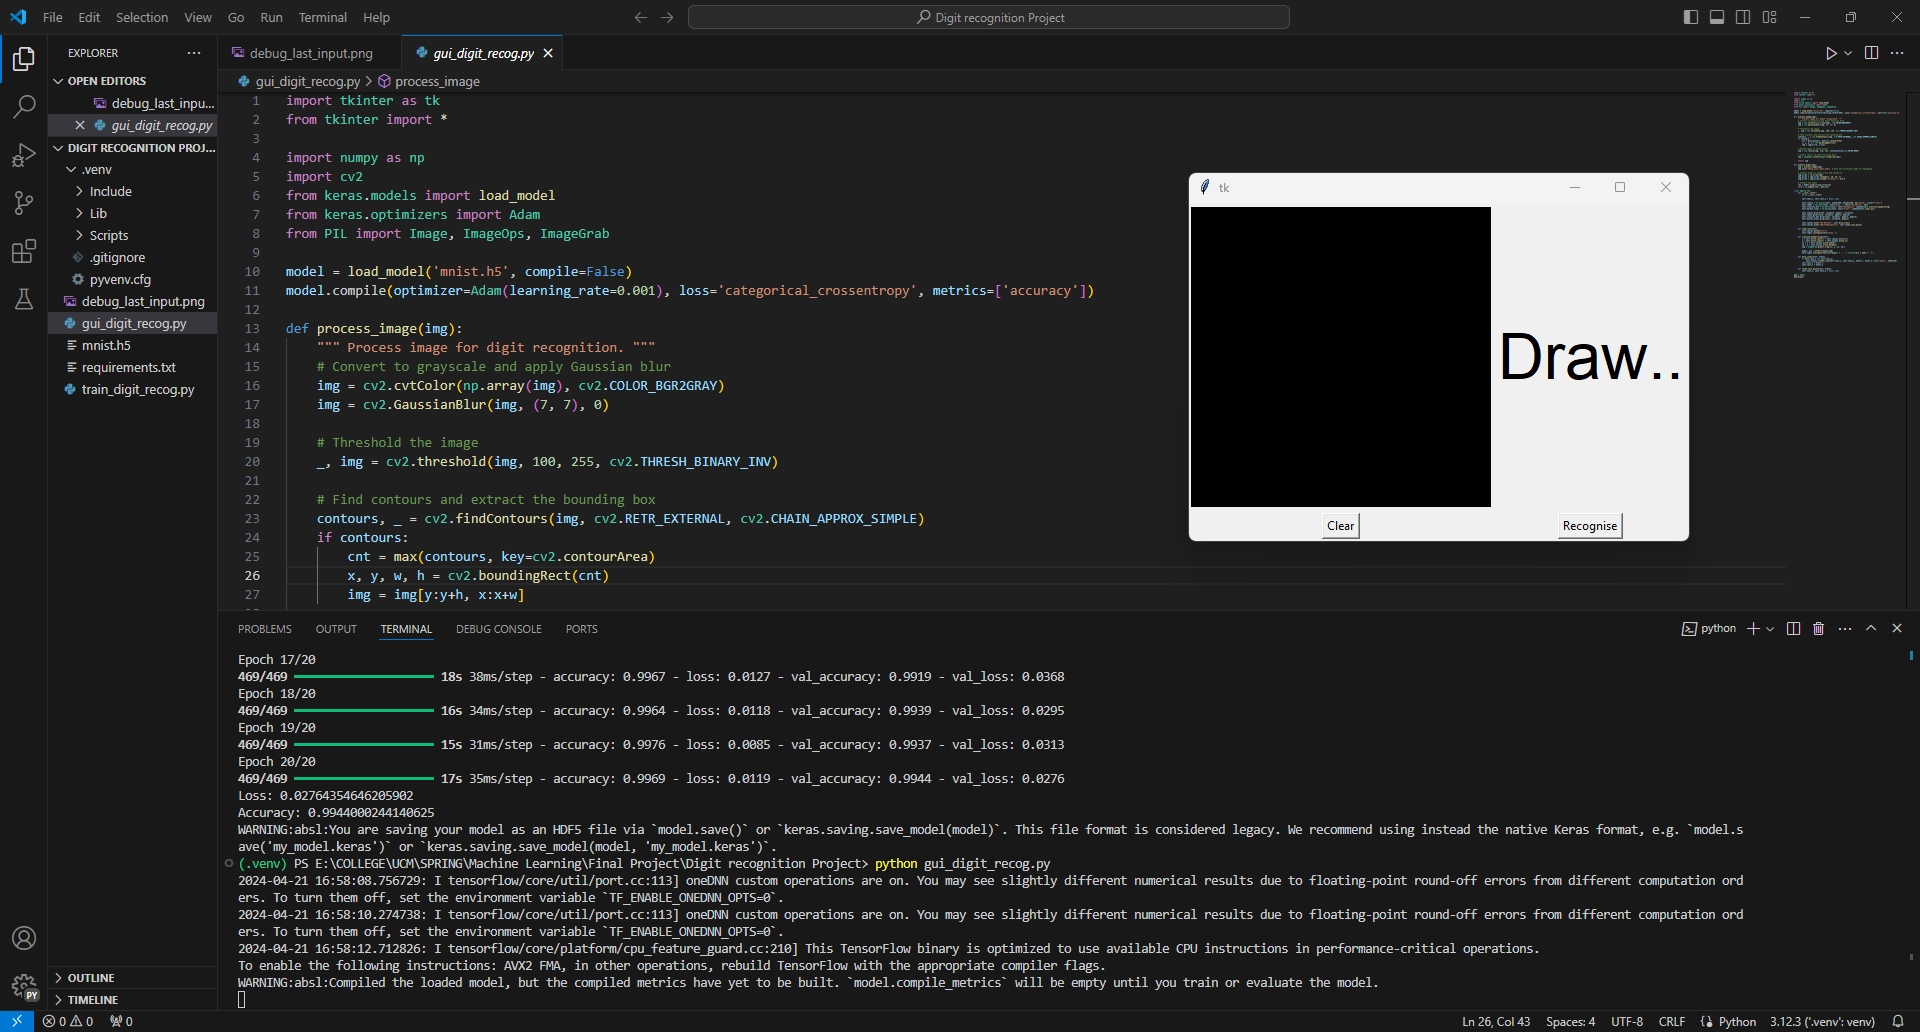 File Edit Selection View Go Run Terminal Help
Digit recognition Project
EXPLORER
OPEN EDITORS
debug_last_inpu...
gui_digit_recog.py
DIGIT RECOGNITION PROJ...
.venv
Include
Lib
Scripts
.gitignore
pyvenv.cfg
debug_last_input.png
gui_digit_recog.py
mnist.h5
requirements.txt
train_digit_recog.py
OUTLINE
TIMELINE
debug_last_input.png
gui_digit_recog.py
gui_digit_recog.py > process_image
1 import tkinter as tk
2 from tkinter import *
3
4 import numpy as np
5 import cv2
6 from keras.models import load_model
7 from keras.optimizers import Adam
8 from PIL import Image, ImageOps, ImageGrab
9
10 model = load_model('mnist.h5', compile=False)
11 model.compile(optimizer=Adam(learning_rate=0.001), loss='categorical_crossentropy', metrics=['accuracy'])
12
13 def process_image(img):
14 """ Process image for digit recognition. """
15 # Convert to grayscale and apply Gaussian blur
16 img = cv2.cvtColor(np.array(img), cv2.COLOR_BGR2GRAY)
17 img = cv2.GaussianBlur(img, (7, 7), 0)
18
19 # Threshold the image
20 _, img = cv2.threshold(img, 100, 255, cv2.THRESH_BINARY_INV)
21
22 # Find contours and extract the bounding box
23 contours, _ = cv2.findContours(img, cv2.RETR_EXTERNAL, cv2.CHAIN_APPROX_SIMPLE)
24 if contours:
25 cnt = max(contours, key=cv2.contourArea)
26 x, y, w, h = cv2.boundingRect(cnt)
27 img = img[y:y+h, x:x+w]
tk
Draw..
Clear
Recognise
PROBLEMS OUTPUT TERMINAL DEBUG CONSOLE PORTS
python
Epoch 17/20
469/469 18s 38ms/step - accuracy: 0.9967 - loss: 0.0127 - val_accuracy: 0.9919 - val_loss: 0.0368
Epoch 18/20
469/469 16s 34ms/step - accuracy: 0.9964 - loss: 0.0118 - val_accuracy: 0.9939 - val_loss: 0.0295
Epoch 19/20
469/469 15s 31ms/step - accuracy: 0.9976 - loss: 0.0085 - val_accuracy: 0.9937 - val_loss: 0.0313
Epoch 20/20
469/469 17s 35ms/step - accuracy: 0.9969 - loss: 0.0119 - val_accuracy: 0.9944 - val_loss: 0.0276
Loss: 0.02764354646205902
Accuracy: 0.9944000244140625
WARNING:absl:You are saving your model as an HDF5 file via `model.save()` or `keras.saving.save_model(model)`. This file format is considered legacy. We recommend using instead the native Keras format, e.g. `model.s
ave('my_model.keras')` or `keras.saving.save_model(model, 'my_model.keras')`.
(.venv) PS E:\COLLEGE\UCM\SPRING\Machine Learning\Final Project\Digit recognition Project> python gui_digit_recog.py
2024-04-21 16:58:08.756729: I tensorflow/core/util/port.cc:113] oneDNN custom operations are on. You may see slightly different numerical results due to floating-point round-off errors from different computation ord
ers. To turn them off, set the environment variable `TF_ENABLE_ONEDNN_OPTS=0`.
2024-04-21 16:58:10.274738: I tensorflow/core/util/port.cc:113] oneDNN custom operations are on. You may see slightly different numerical results due to floating-point round-off errors from different computation ord
ers. To turn them off, set the environment variable `TF_ENABLE_ONEDNN_OPTS=0`.
2024-04-21 16:58:12.712826: I tensorflow/core/platform/cpu_feature_guard.cc:210] This TensorFlow binary is optimized to use available CPU instructions in performance-critical operations.
To enable the following instructions: AVX2 FMA, in other operations, rebuild TensorFlow with the appropriate compiler flags.
WARNING:absl:Compiled the loaded model, but the compiled metrics have yet to be built. `model.compile_metrics` will be empty until you train or evaluate the model.
PY
0 0 0
Ln 26, Col 43 Spaces: 4 UTF-8 CRLF Python 3.12.3 ('.venv': venv)